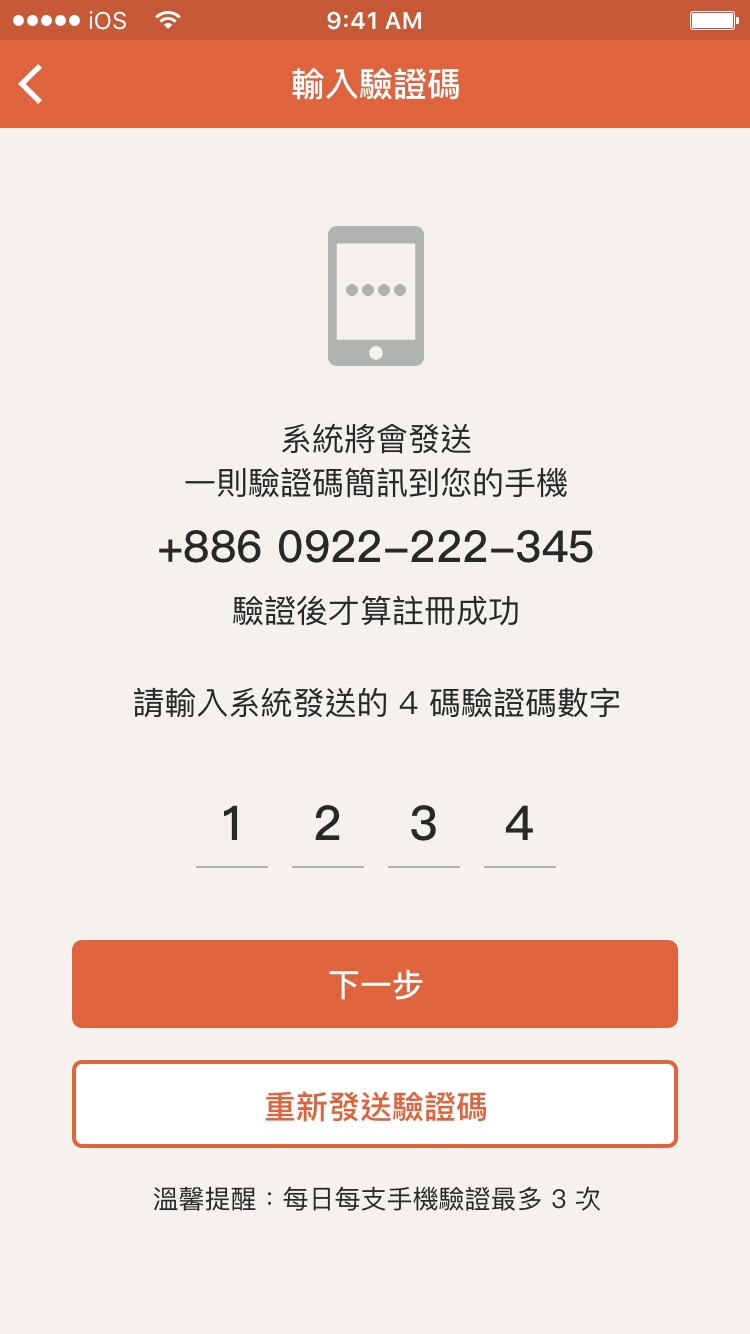 iOS 9:41 AM
輸入驗證碼
系統將會發送
一則驗證碼簡訊到您的手機
+886 0922-222-345
驗證後才算註冊成功
請輸入系統發送的 4 碼驗證碼數字
1 2 3 4
下一步
重新發送驗證碼
溫馨提醒：每日每支手機驗證最多 3 次